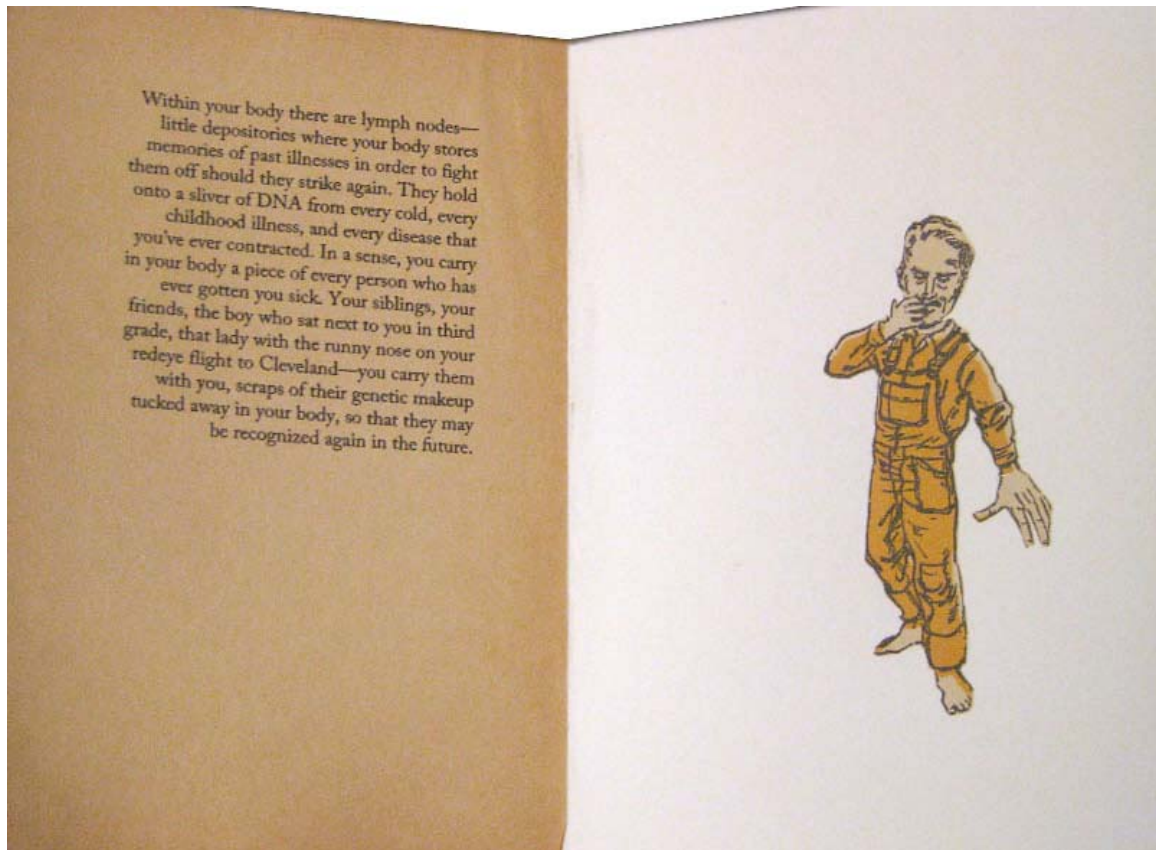 Within your body there are lymph nodes—
little depositories where your body stores
memories of past illnesses in order to fight
them off should they strike again. They hold
onto a sliver of DNA from every cold, every
childhood illness, and every disease that
you've ever contracted. In a sense, you carry
in your body a piece of every person who has
ever gotten you sick. Your siblings, your
friends, the boy who sat next to you in third
grade, that lady with the runny nose on your
redeye flight to Cleveland—you carry them
with you, scraps of their genetic makeup
tucked away in your body, so that they may
be recognized again in the future.